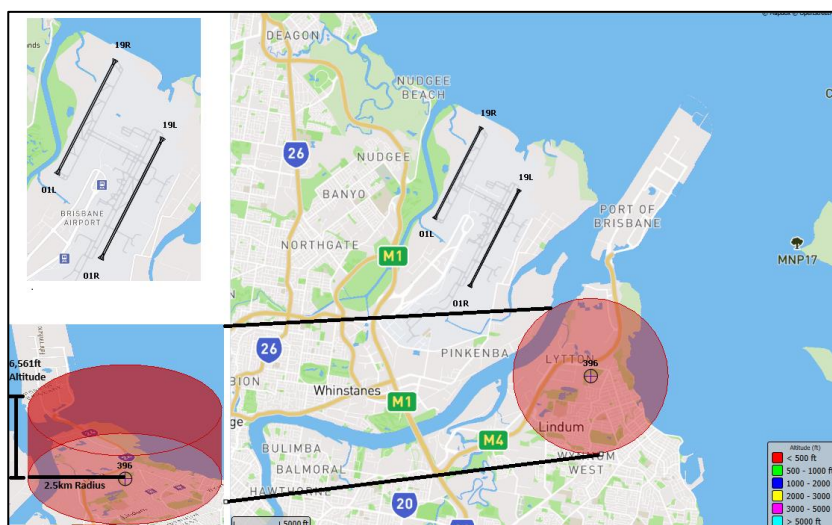 © Mapbox © OpenStreetMap
DEAGON
NUDGEE
BEACH
26
NUDGEE
19R
19L
BANYO
NORTHGATE
01L
M1
01R
PORT OF
BRISBANE
MNP17
PINKENBA
26
BION
Whinstanes
M1
LYTTON
396
Lindum
M4
WYNNUM
WEST
BULIMBA
BALMORAL
HAWTHORNE
20
19R
19L
01L
BRISBANE
AIRPORT
01R
.
6,561ft
Altitude
396
2.5km Radius
Altitude (ft)
< 500 ft
500 - 1000 ft
1000 - 2000
2000 - 3000
3000 - 5000
> 5000 ft